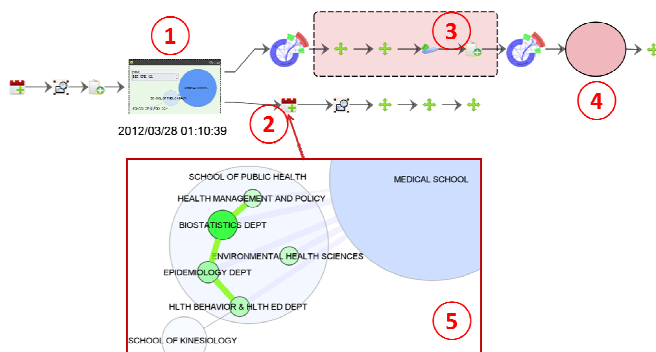 1
3
2012/03/28 01:10:39
2
4
SCHOOL OF PUBLIC HEALTH
MEDICAL SCHOOL
HEALTH MANAGEMENT AND POLICY
BIOSTATISTICS DEPT
ENVIRONMENTAL HEALTH SCIENCES
EPIDEMIOLOGY DEPT
HLTH BEHAVIOR & HLTH ED DEPT
5
SCHOOL OF KINESIOLOGY